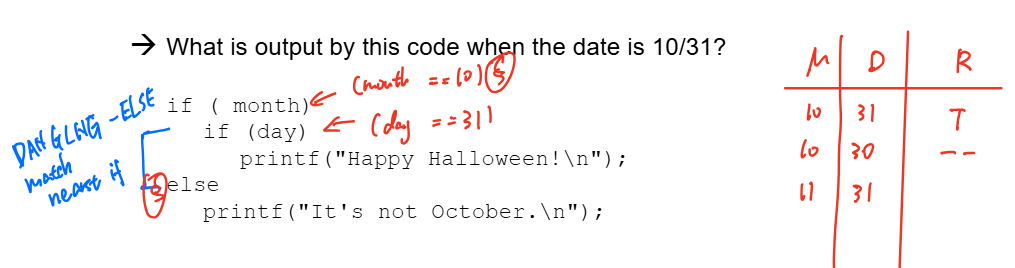 → What is output by this code when the date is 10/31?
(month == 10) {
if ( month)
if (day) ← (day == 31)
printf("Happy Halloween!\n");
} else
printf("It's not October.\n");
DANGLING-ELSE
match
nearest if
M D R
10 31 T
10 30 --
11 31